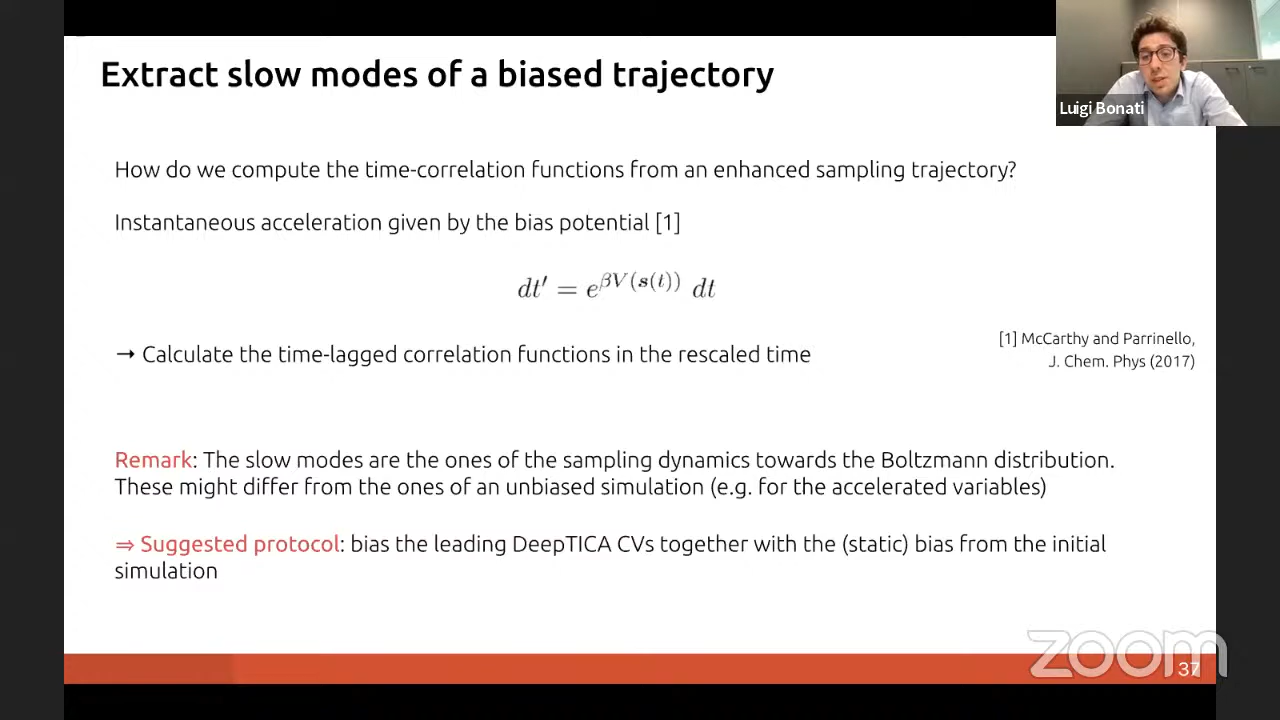 Extract slow modes of a biased trajectory
Luigi Bonati
How do we compute the time-correlation functions from an enhanced sampling trajectory?
Instantaneous acceleration given by the bias potential [1]
dt′ = e^{βV(s(t))} dt
→ Calculate the time-lagged correlation functions in the rescaled time
[1] McCarthy and Parrinello,
J. Chem. Phys (2017)
Remark: The slow modes are the ones of the sampling dynamics towards the Boltzmann distribution.
These might differ from the ones of an unbiased simulation (e.g. for the accelerated variables)
⇒ Suggested protocol: bias the leading DeepTICA CVs together with the (static) bias from the initial
simulation
zoom
37